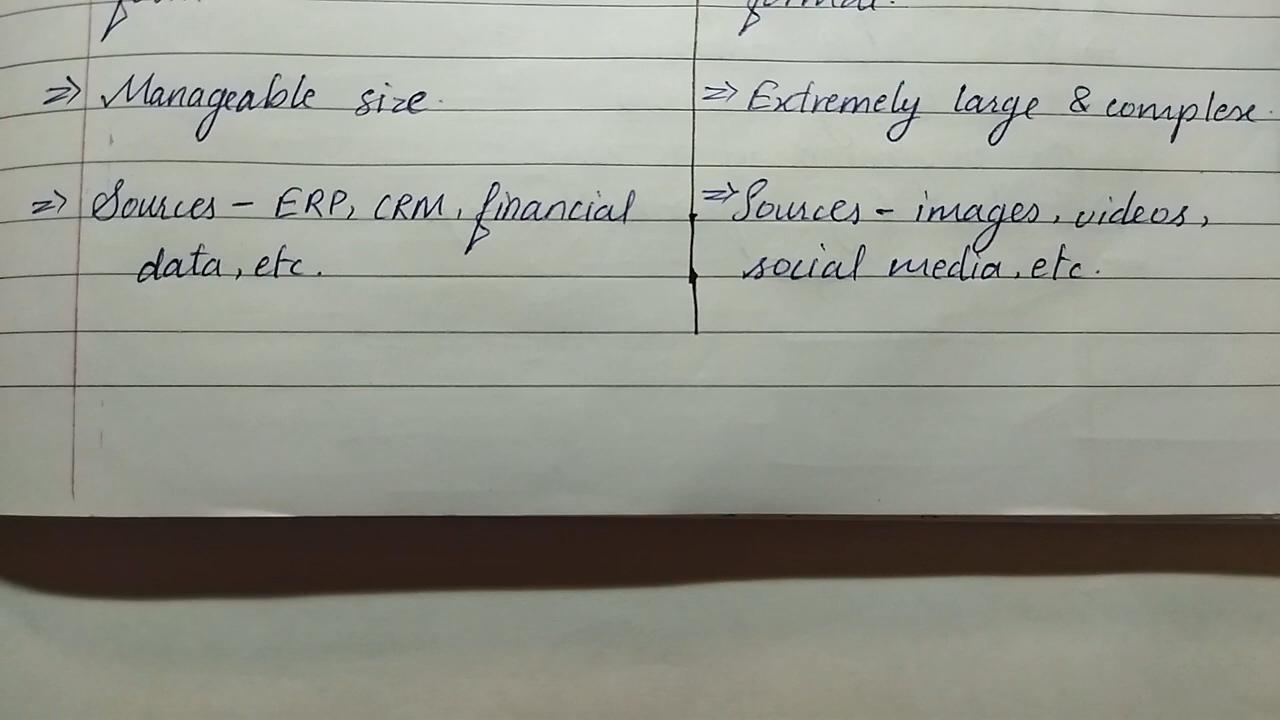 ⇒ Manageable size.
⇒ Extremely large & complex.
⇒ Sources - ERP, CRM, financial
data, etc.
⇒ Sources - images, videos,
social media, etc.